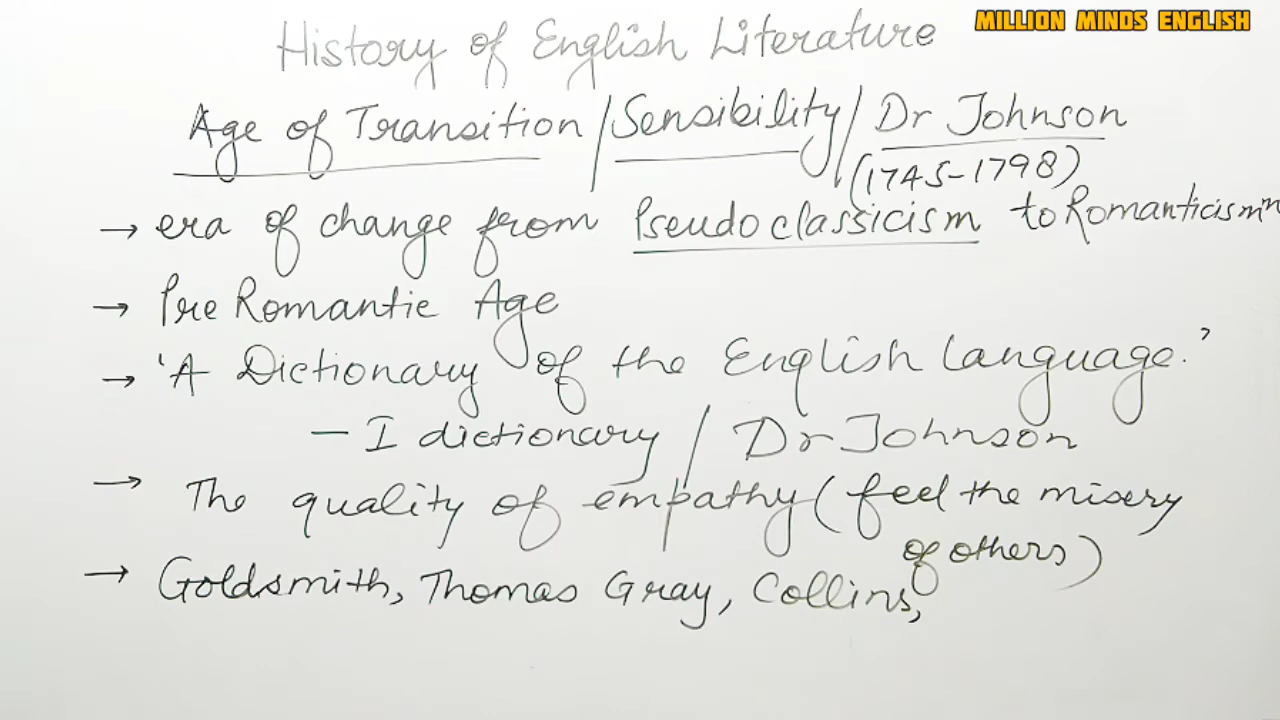 MILLION MINDS ENGLISH
History of English Literature
Age of Transition / Sensibility / Dr Johnson
(1745-1798)
→ era of change from Pseudo classicism to Romanticism
→ Pre Romantic Age
→ 'A Dictionary of the English Language.'
- I dictionary / Dr Johnson
→ The quality of empathy (feel the misery
of others)
→ Goldsmith, Thomas Gray, Collins,